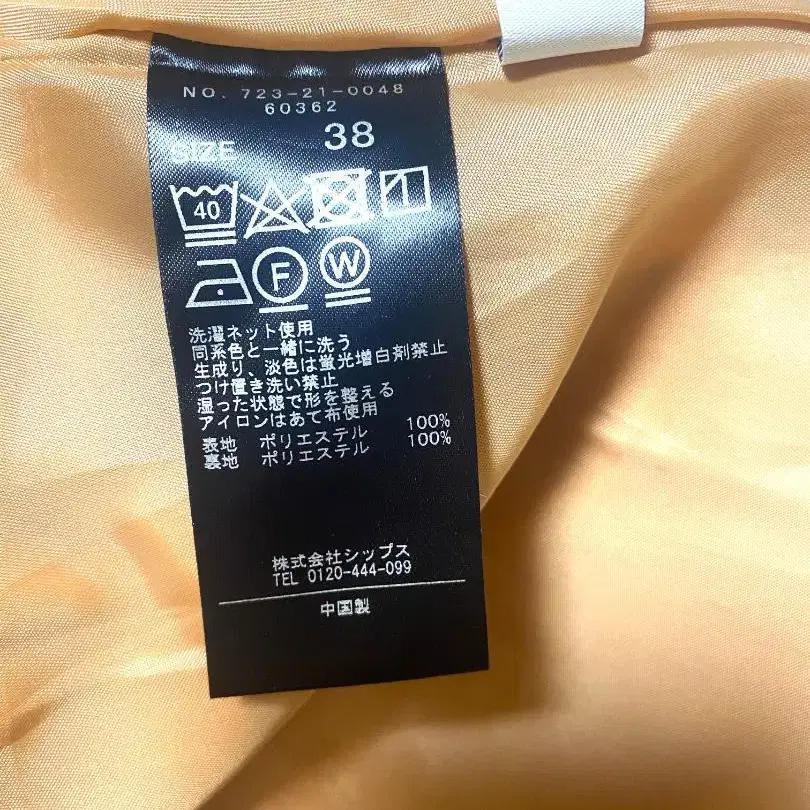 NO. 723-21-0048
60362
SIZE 38
40
F W
洗濯ネット使用
同系色と一緒に洗う
生成り、淡色は蛍光増白剤禁止
つけ置き洗い禁止
湿った状態で形を整える
アイロンはあて布使用
表地 ポリエステル 100%
裏地 ポリエステル 100%
株式会社シップス
TEL 0120-444-099
中国製